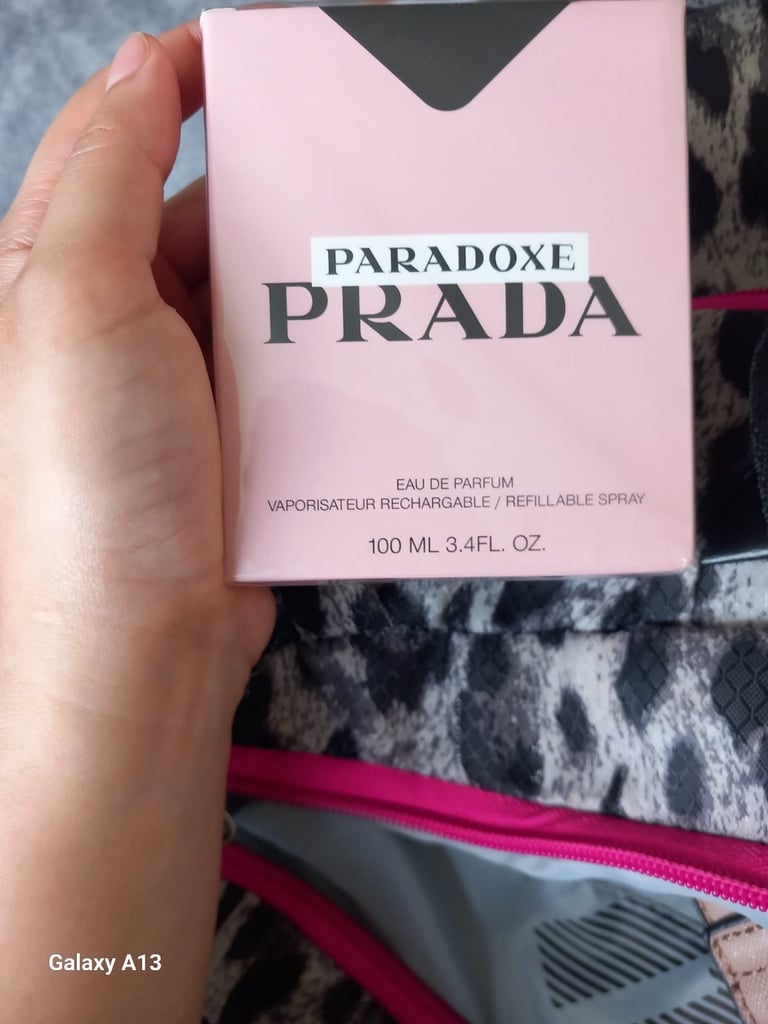 PARADOXE
PRADA
EAU DE PARFUM
VAPORISATEUR RECHARGABLE / REFILLABLE SPRAY
100 ML 3.4FL. OZ.
Galaxy A13